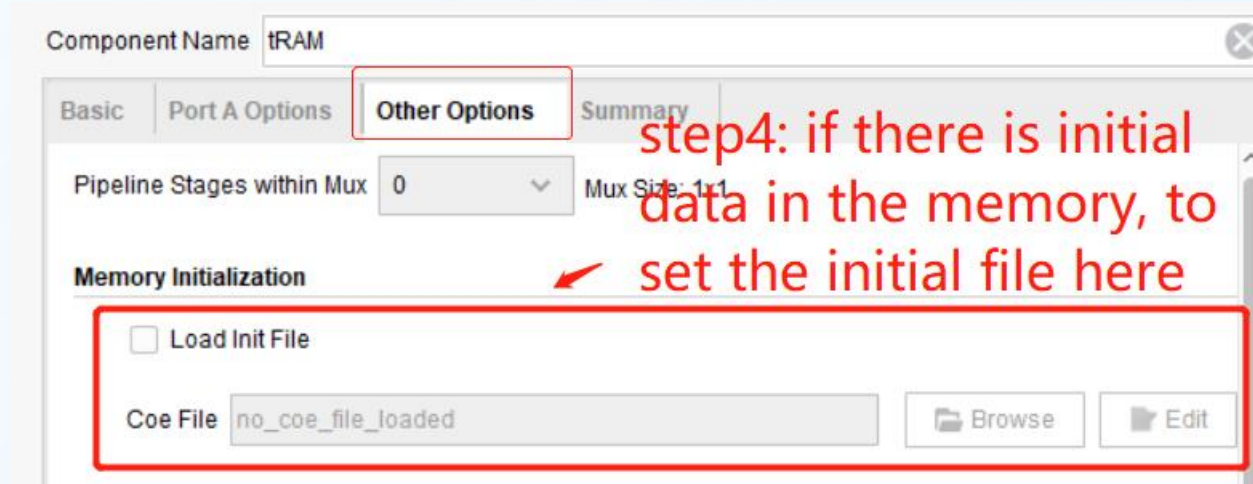 Component Name tRAM
Basic Port A Options Other Options Summary
step4: if there is initial
Pipeline Stages within Mux 0 Mux Size: 1x1
data in the memory, to
set the initial file here
Memory Initialization
Load Init File
Coe File no_coe_file_loaded Browse Edit